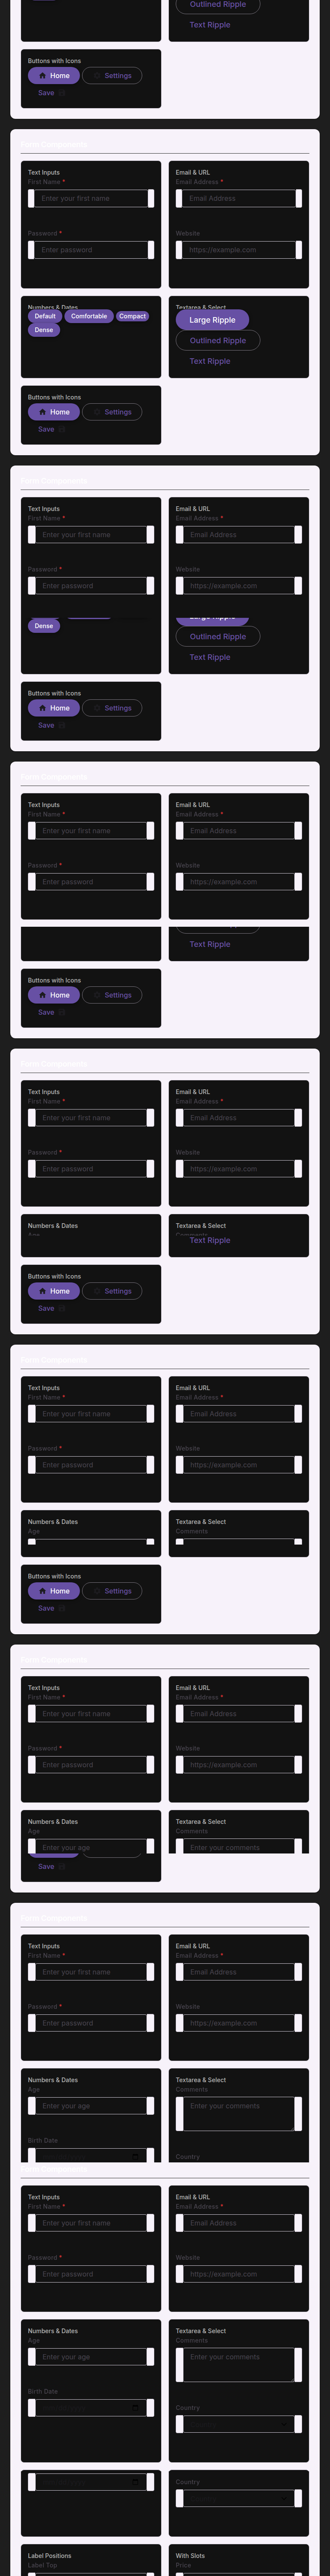 Outlined Ripple
Text Ripple
Buttons with Icons
Home
Settings
Save
Text Inputs
First Name *
Enter your first name
Password *
Enter password
Email & URL
Email Address *
Email Address
Website
https://example.com
Numbers & Dates
Default
Comfortable
Compact
Dense
Textarea & Select
Large Ripple
Outlined Ripple
Text Ripple
Buttons with Icons
Home
Settings
Save
Text Inputs
First Name *
Enter your first name
Password *
Enter password
Email & URL
Email Address *
Email Address
Website
https://example.com
Dense
Large Ripple
Outlined Ripple
Text Ripple
Buttons with Icons
Home
Settings
Save
Text Inputs
First Name *
Enter your first name
Password *
Enter password
Email & URL
Email Address *
Email Address
Website
https://example.com
Text Ripple
Buttons with Icons
Home
Settings
Save
Text Inputs
First Name *
Enter your first name
Password *
Enter password
Email & URL
Email Address *
Email Address
Website
https://example.com
Numbers & Dates
Age
Textarea & Select
Comments
Text Ripple
Buttons with Icons
Home
Settings
Save
Text Inputs
First Name *
Enter your first name
Password *
Enter password
Email & URL
Email Address *
Email Address
Website
https://example.com
Numbers & Dates
Age
Textarea & Select
Comments
Buttons with Icons
Home
Settings
Save
Text Inputs
First Name *
Enter your first name
Password *
Enter password
Email & URL
Email Address *
Email Address
Website
https://example.com
Numbers & Dates
Age
Enter your age
Textarea & Select
Comments
Enter your comments
Save
Text Inputs
First Name *
Enter your first name
Password *
Enter password
Email & URL
Email Address *
Email Address
Website
https://example.com
Numbers & Dates
Age
Enter your age
Birth Date
Textarea & Select
Comments
Enter your comments
Country
Text Inputs
First Name *
Enter your first name
Password *
Enter password
Email & URL
Email Address *
Email Address
Website
https://example.com
Numbers & Dates
Age
Enter your age
Birth Date
Textarea & Select
Comments
Enter your comments
Country
Country
Label Positions
Label Top
With Slots
Price